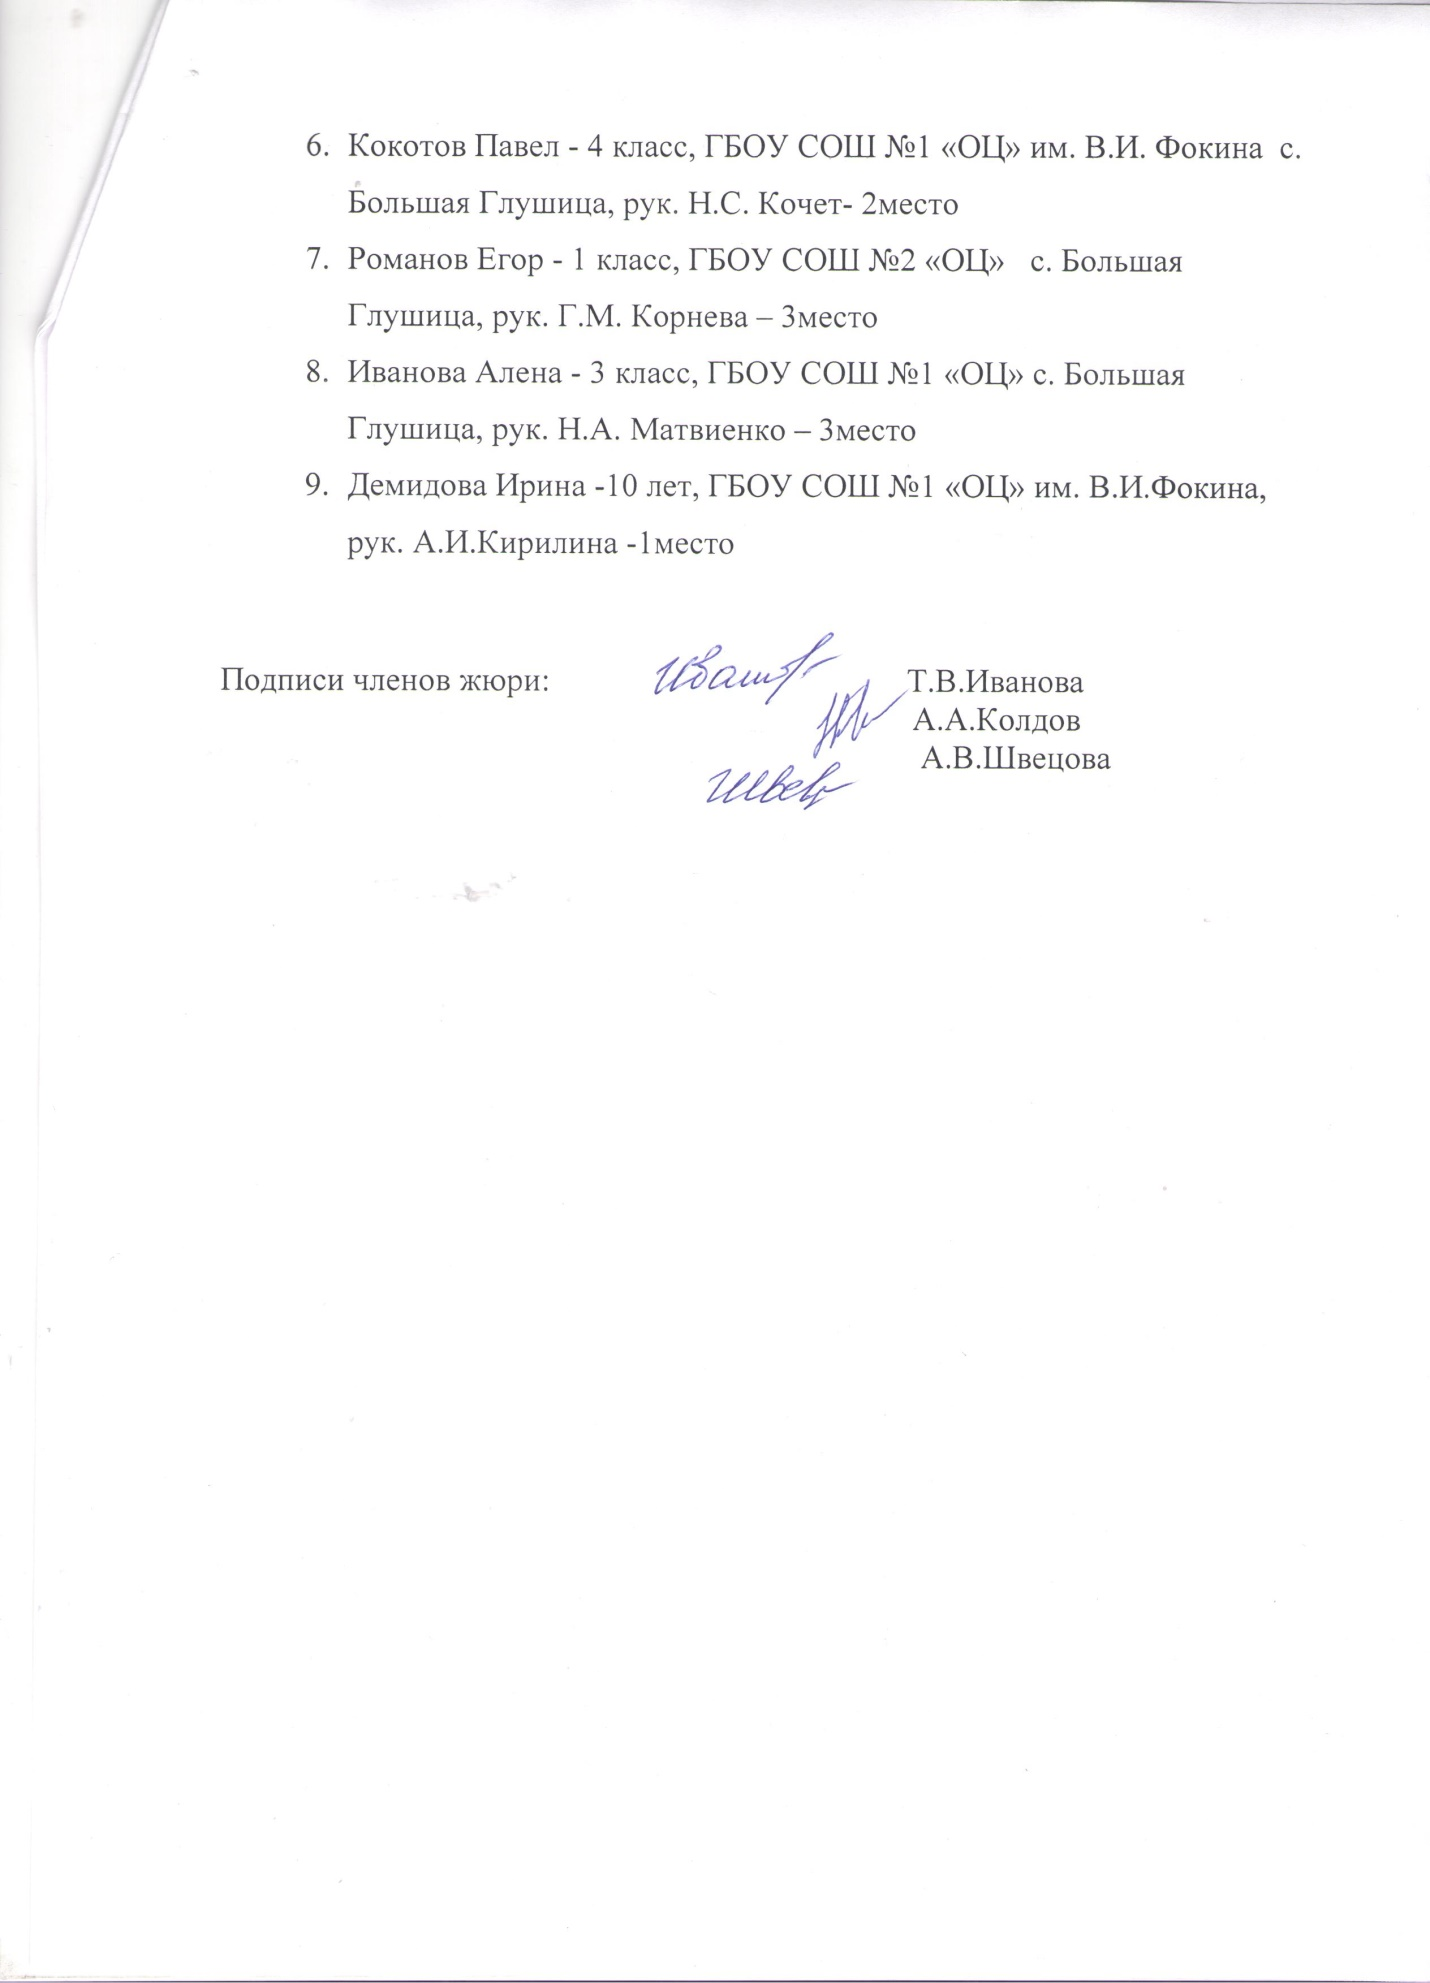 6. Кокотов Павел - 4 класс, ГБОУ СОШ №1 «ОЦ» им. В.И. Фокина с.
Большая Глушица, рук. Н.С. Кочет- 2место
7. Романов Егор - 1 класс, ГБОУ СОШ №2 «ОЦ» с. Большая
Глушица, рук. Г.М. Корнева – 3место
8. Иванова Алена - 3 класс, ГБОУ СОШ №1 «ОЦ» с. Большая
Глушица, рук. Н.А. Матвиенко – 3место
9. Демидова Ирина -10 лет, ГБОУ СОШ №1 «ОЦ» им. В.И.Фокина,
рук. А.И.Кирилина -1место
Подписи членов жюри: Т.В.Иванова
А.А.Колдов
А.В.Швецова